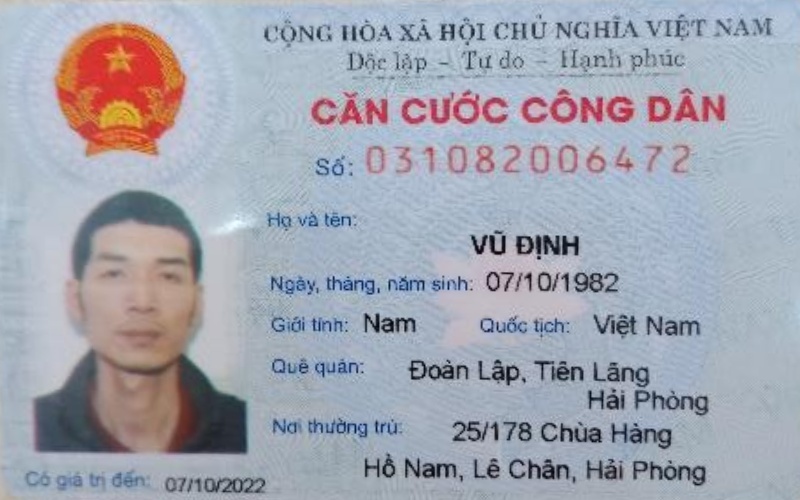 CỘNG HÒA XÃ HỘI CHỦ NGHĨA VIỆT NAM
Độc lập – Tự do – Hạnh phúc
CĂN CƯỚC CÔNG DÂN
Số: 031082006472
Họ và tên:
VŨ ĐỊNH
Ngày, tháng, năm sinh: 07/10/1982
Giới tính: Nam Quốc tịch: Việt Nam
Quê quán: Đoàn Lập, Tiên Lãng
Hải Phòng
Nơi thường trú: 25/178 Chùa Hàng
Hồ Nam, Lê Chân, Hải Phòng
Có giá trị đến: 07/10/2022